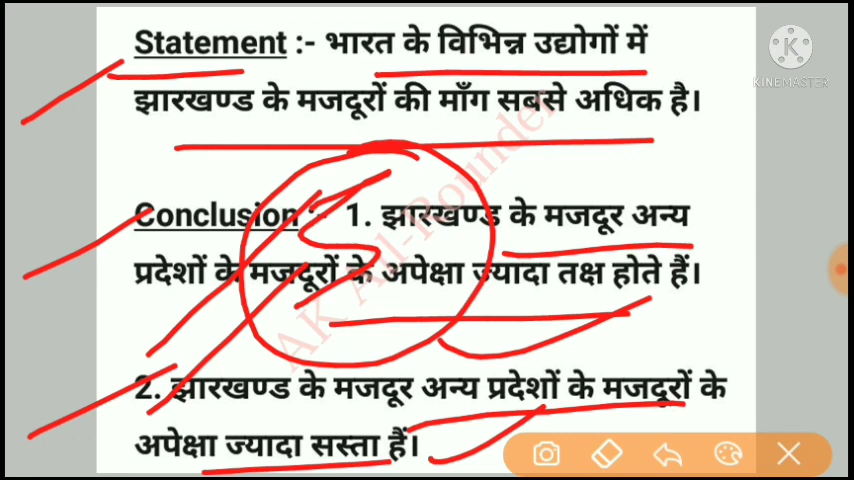 Statement :- भारत के विभिन्न उद्योगों में
झारखण्ड के मजदूरों की माँग सबसे अधिक है।
Conclusion :- 1. झारखण्ड के मजदूर अन्य
प्रदेशों के मजदूरों के अपेक्षा ज्यादा तक्ष होते हैं।
2. झारखण्ड के मजदूर अन्य प्रदेशों के मजदूरों के
अपेक्षा ज्यादा सस्ता हैं।
AK All-Rounder
K
KINEMASTER